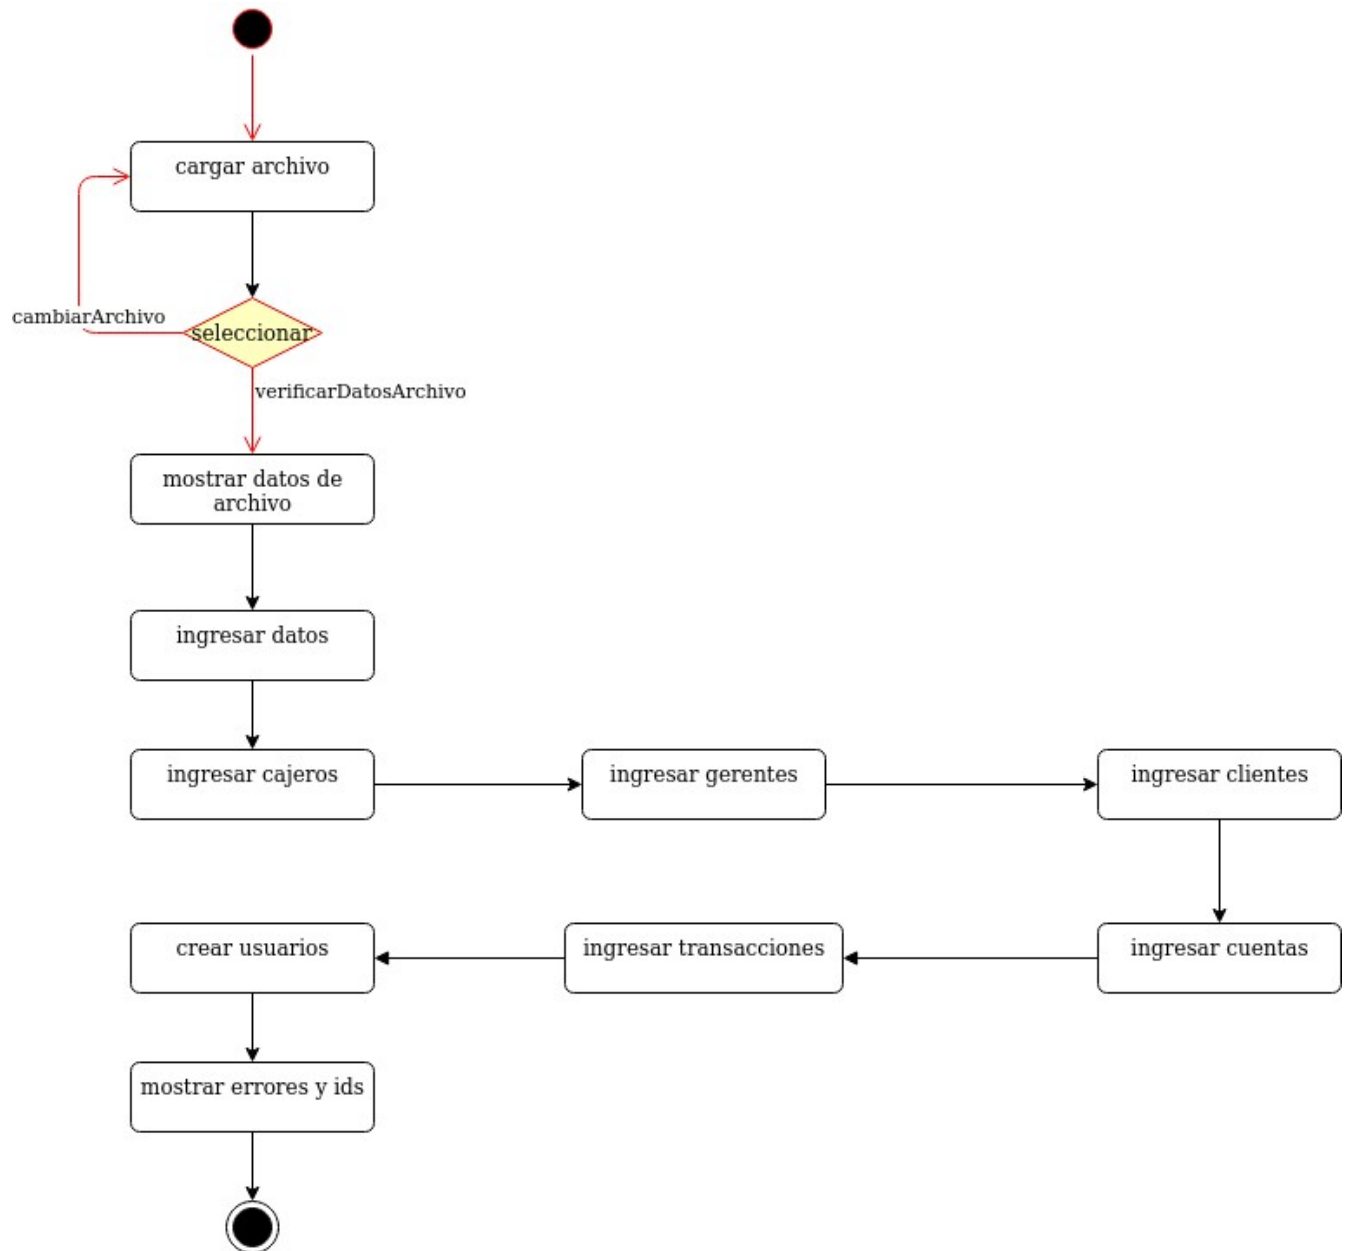 cargar archivo
cambiarArchivo
seleccionar
verificarDatosArchivo
mostrar datos de
archivo
ingresar datos
ingresar cajeros
ingresar gerentes
ingresar clientes
crear usuarios
ingresar transacciones
ingresar cuentas
mostrar errores y ids